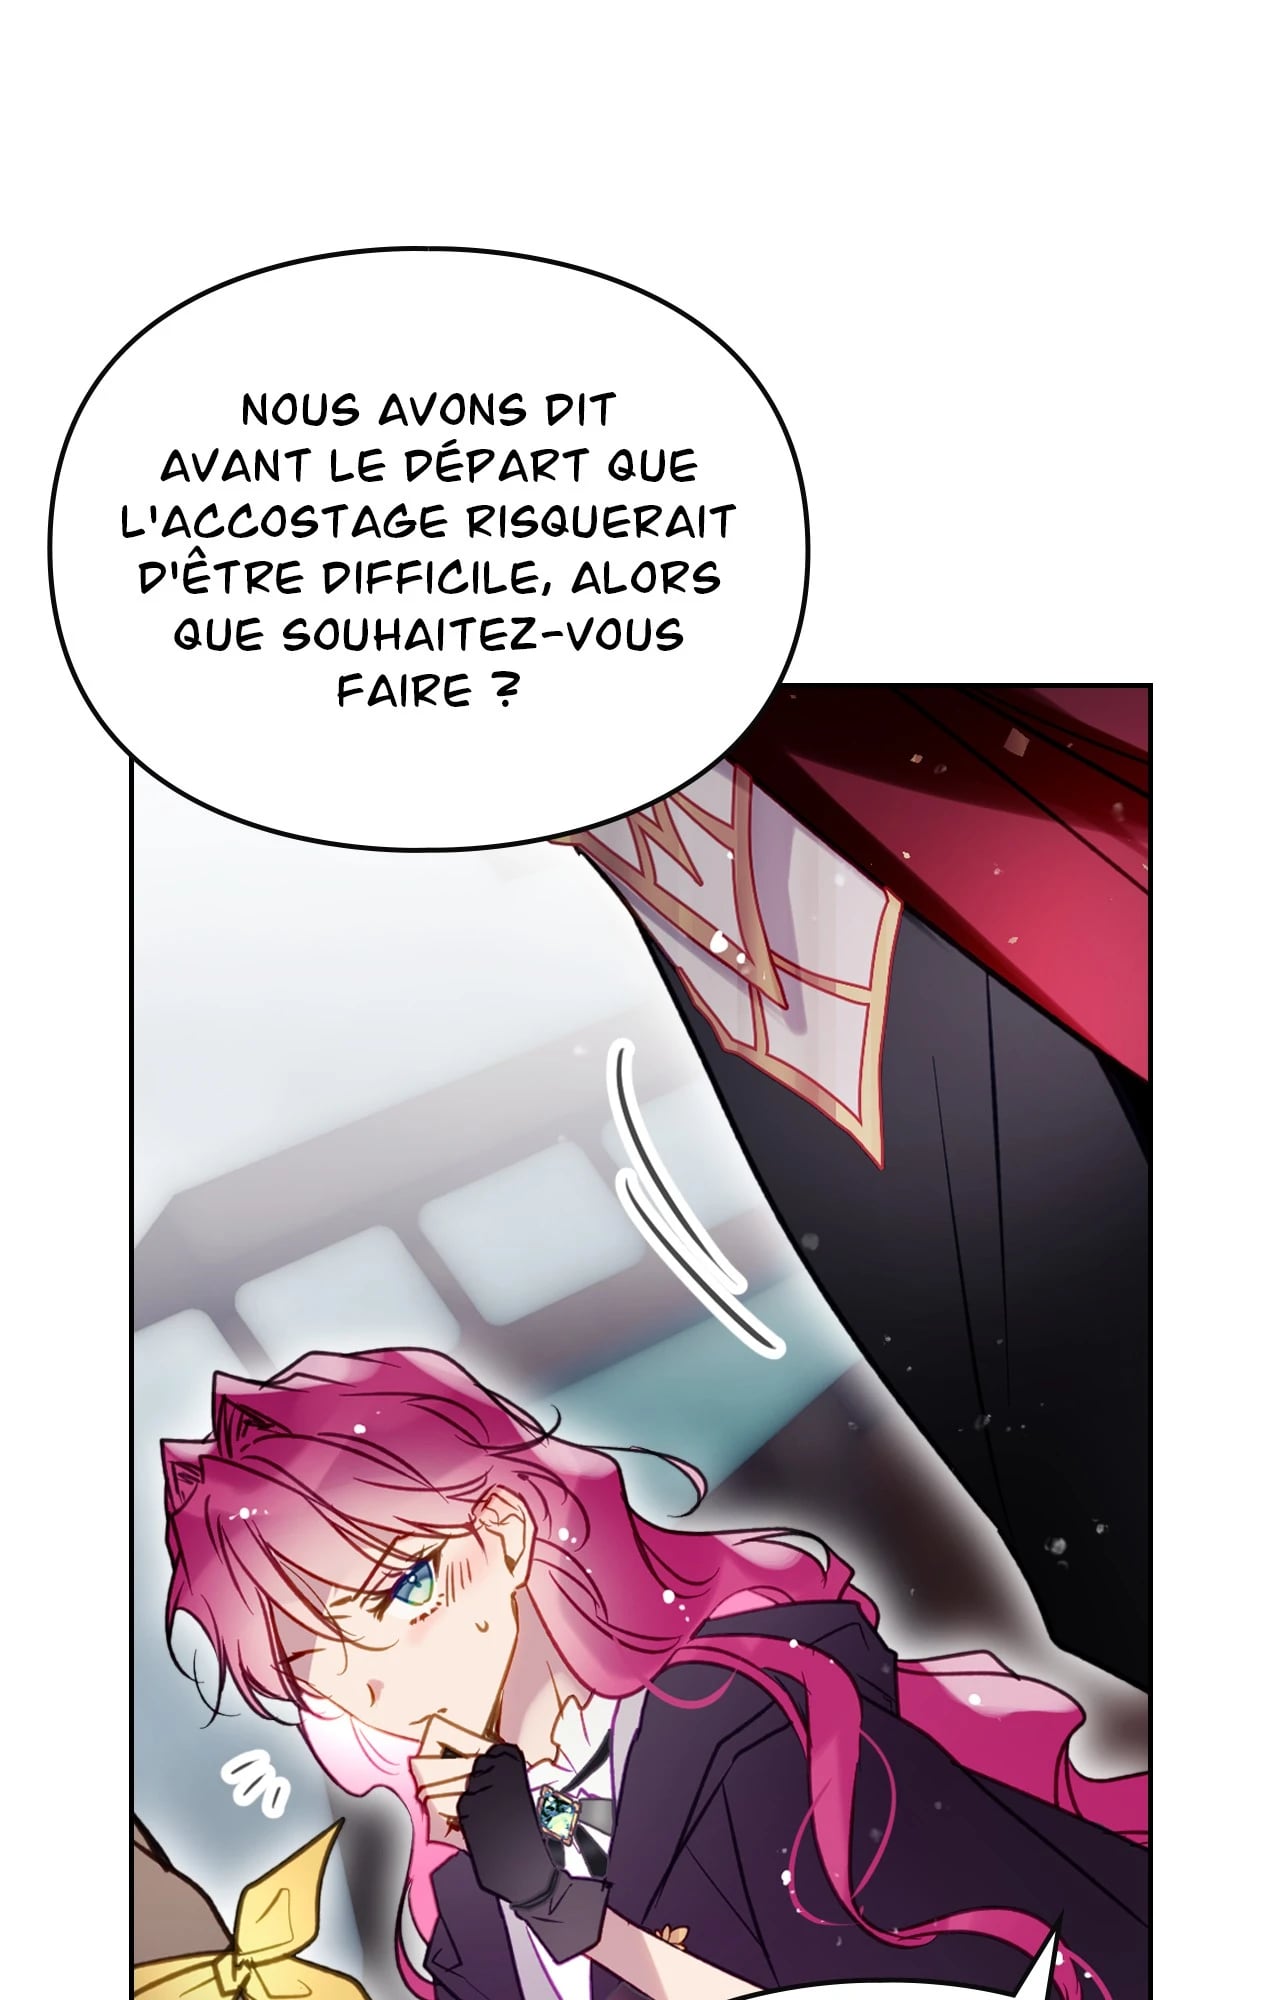 NOUS AVONS DIT
AVANT LE DÉPART QUE
L'ACCOSTAGE RISQUERAIT
D'ÊTRE DIFFICILE, ALORS
QUE SOUHAITEZ-VOUS
FAIRE ?